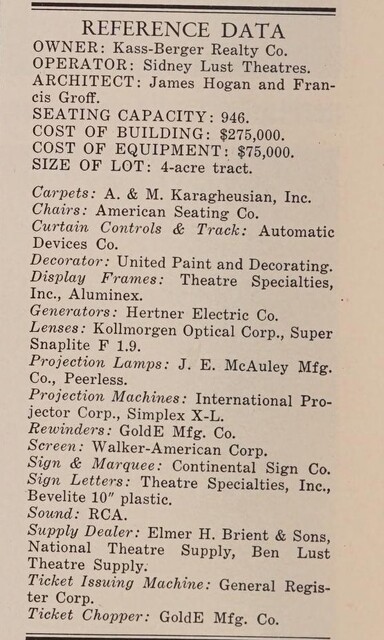 REFERENCE DATA
OWNER: Kass-Berger Realty Co.
OPERATOR: Sidney Lust Theatres.
ARCHITECT: James Hogan and Fran-
cis Groff.
SEATING CAPACITY: 946.
COST OF BUILDING: $275,000.
COST OF EQUIPMENT: $75,000.
SIZE OF LOT: 4-acre tract.
Carpets: A. & M. Karagheusian, Inc.
Chairs: American Seating Co.
Curtain Controls & Track: Automatic
Devices Co.
Decorator: United Paint and Decorating.
Display Frames: Theatre Specialties,
Inc., Aluminex.
Generators: Hertner Electric Co.
Lenses: Kollmorgen Optical Corp., Super
Snaplite F 1.9.
Projection Lamps: J. E. McAuley Mfg.
Co., Peerless.
Projection Machines: International Pro-
jector Corp., Simplex X-L.
Rewinders: GoldE Mfg. Co.
Screen: Walker-American Corp.
Sign & Marquee: Continental Sign Co.
Sign Letters: Theatre Specialties, Inc.,
Bevelite 10" plastic.
Sound: RCA.
Supply Dealer: Elmer H. Brient & Sons,
National Theatre Supply, Ben Lust
Theatre Supply.
Ticket Issuing Machine: General Regis-
ter Corp.
Ticket Chopper: GoldE Mfg. Co.